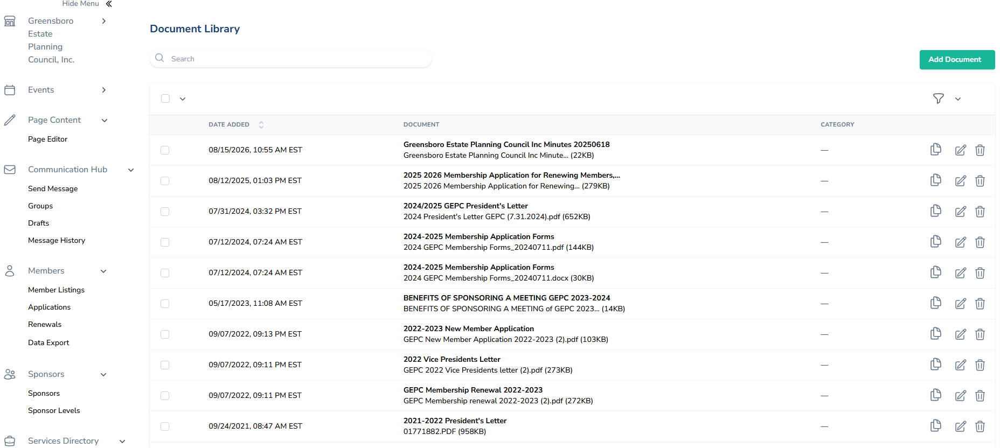 Hide Menu
Greensboro
Estate
Planning
Council, Inc.
Events
Page Content
Page Editor
Communication Hub
Send Message
Groups
Drafts
Message History
Members
Member Listings
Applications
Renewals
Data Export
Sponsors
Sponsors
Sponsor Levels
Services Directory
Document Library
Search
Add Document
DATE ADDED DOCUMENT CATEGORY
08/15/2026, 10:55 AM EST Greensboro Estate Planning Council Inc Minutes 20250618 —
Greensboro Estate Planning Council Inc Minute... (22KB)
08/12/2025, 01:03 PM EST 2025 2026 Membership Application for Renewing Members,... —
2025 2026 Membership Application for Renewing... (279KB)
07/31/2024, 03:32 PM EST 2024/2025 GEPC President's Letter —
2024 President's Letter GEPC (7.31.2024).pdf (652KB)
07/12/2024, 07:24 AM EST 2024-2025 Membership Application Forms —
2024 GEPC Membership Forms_20240711.pdf (144KB)
07/12/2024, 07:24 AM EST 2024-2025 Membership Application Forms —
2024 GEPC Membership Forms_20240711.docx (30KB)
05/17/2023, 11:08 AM EST BENEFITS OF SPONSORING A MEETING GEPC 2023-2024 —
BENEFITS OF SPONSORING A MEETING of GEPC 2023... (14KB)
09/07/2022, 09:13 PM EST 2022-2023 New Member Application —
GEPC New Member Application 2022-2023 (2).pdf (103KB)
09/07/2022, 09:11 PM EST 2022 Vice Presidents Letter —
GEPC 2022 Vice Presidents letter (2).pdf (273KB)
09/07/2022, 09:11 PM EST GEPC Membership Renewal 2022-2023 —
GEPC Membership renewal 2022-2023 (2).pdf (272KB)
09/24/2021, 08:47 AM EST 2021-2022 President's Letter —
01771882.PDF (958KB)